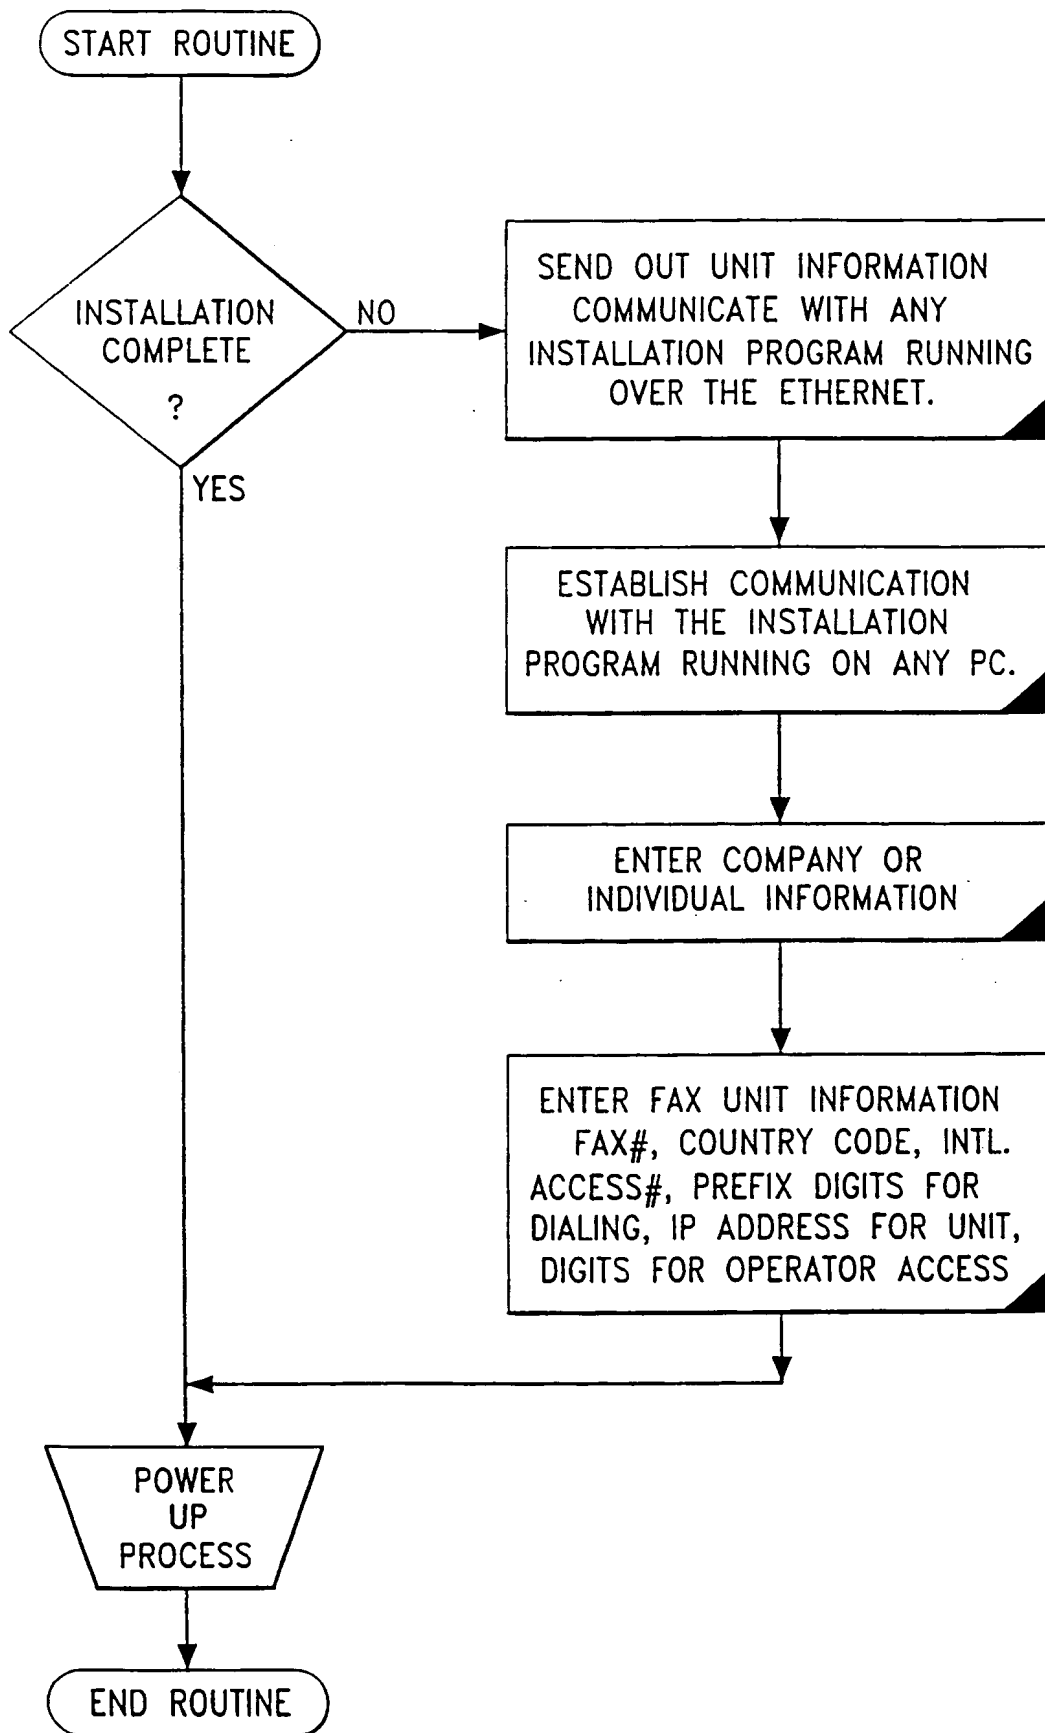 START ROUTINE
INSTALLATION
COMPLETE
?
NO
YES
SEND OUT UNIT INFORMATION
COMMUNICATE WITH ANY
INSTALLATION PROGRAM RUNNING
OVER THE ETHERNET.
ESTABLISH COMMUNICATION
WITH THE INSTALLATION
PROGRAM RUNNING ON ANY PC.
ENTER COMPANY OR
INDIVIDUAL INFORMATION
ENTER FAX UNIT INFORMATION
FAX#, COUNTRY CODE, INTL.
ACCESS#, PREFIX DIGITS FOR
DIALING, IP ADDRESS FOR UNIT,
DIGITS FOR OPERATOR ACCESS
POWER
UP
PROCESS
END ROUTINE